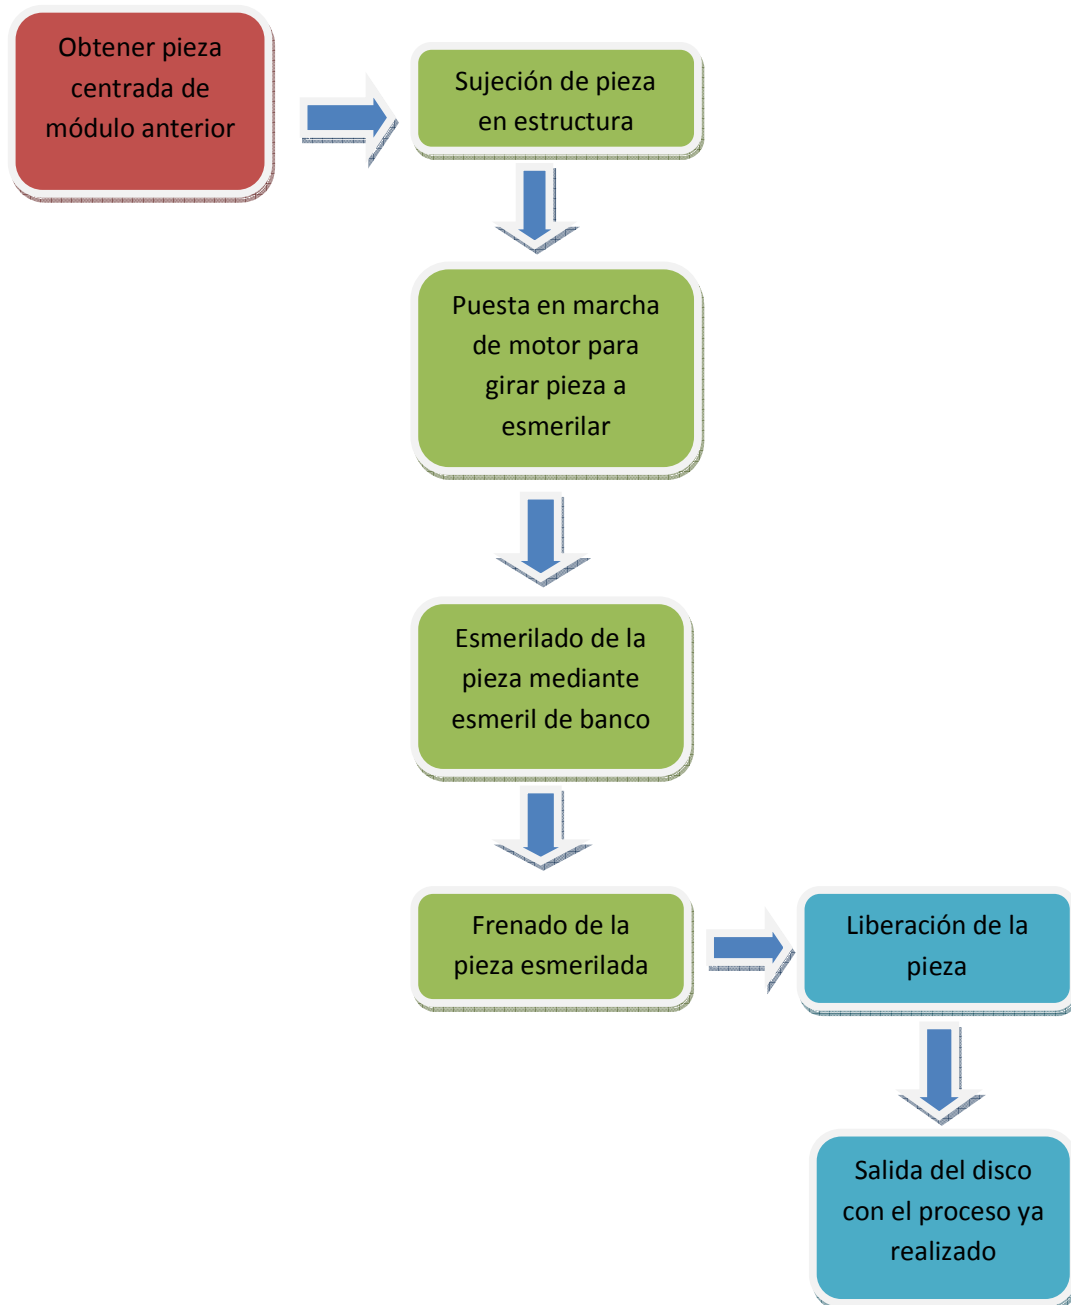 Obtener pieza
centrada de
módulo anterior
Sujeción de pieza
en estructura
Puesta en marcha
de motor para
girar pieza a
esmerilar
Esmerilado de la
pieza mediante
esmeril de banco
Frenado de la
pieza esmerilada
Liberación de la
pieza
Salida del disco
con el proceso ya
realizado